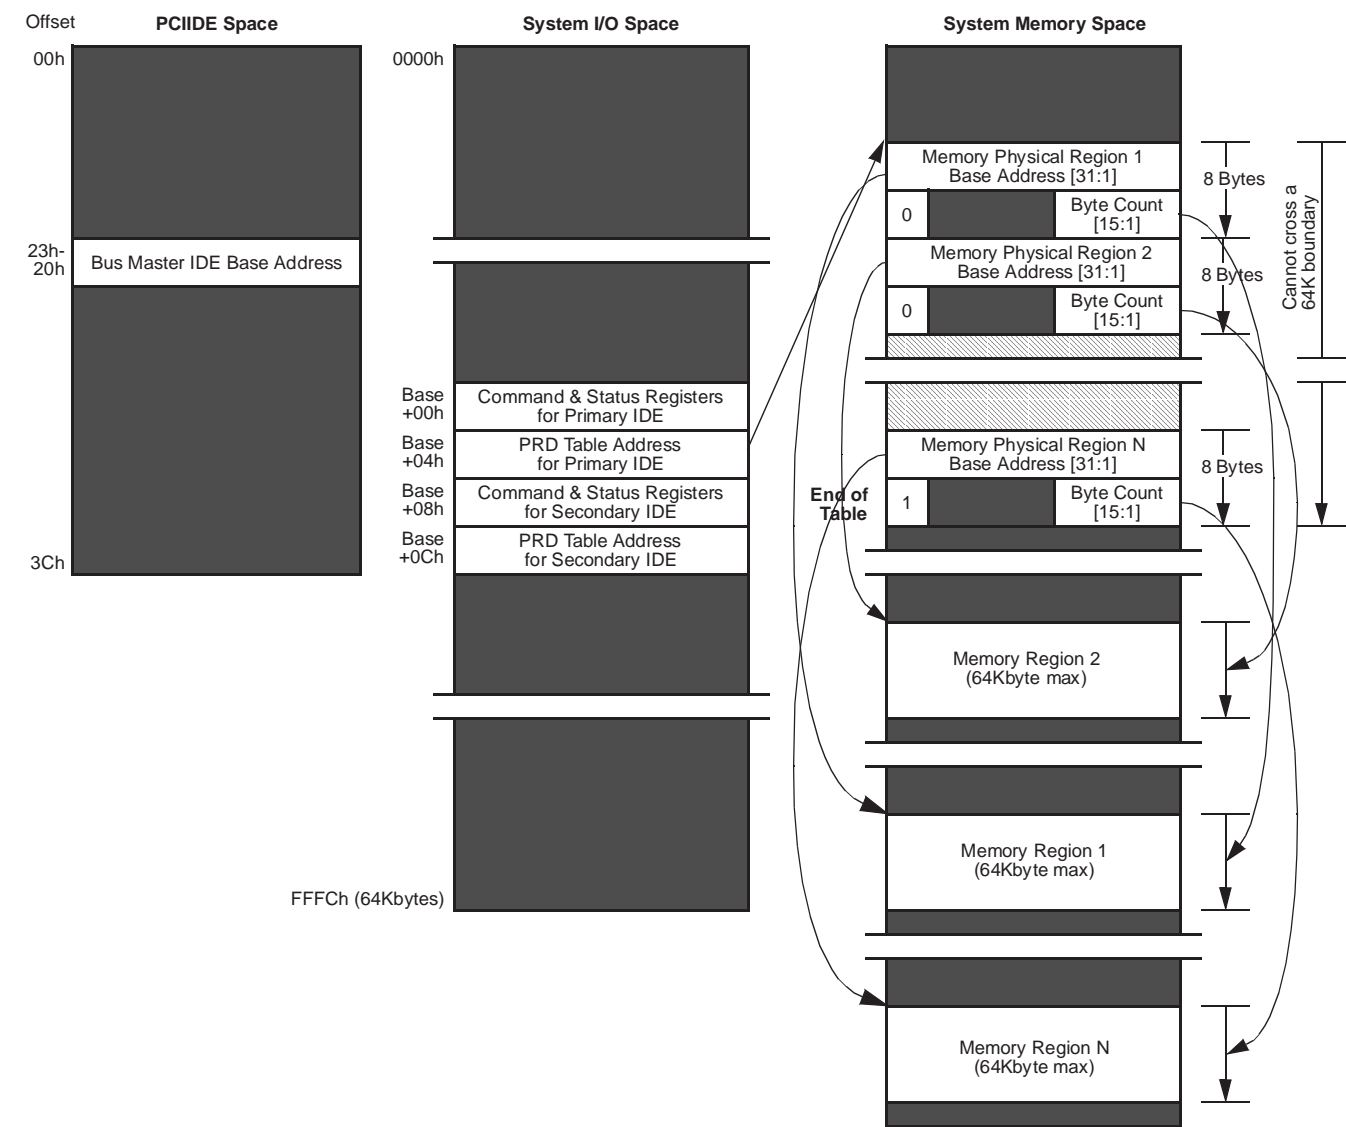 Offset
PCIIDE Space
00h
23h-
20h
Bus Master IDE Base Address
3Ch
System I/O Space
0000h
Base
+00h
Command & Status Registers
for Primary IDE
Base
+04h
PRD Table Address
for Primary IDE
Base
+08h
Command & Status Registers
for Secondary IDE
Base
+0Ch
PRD Table Address
for Secondary IDE
FFFCh (64Kbytes)
System Memory Space
Memory Physical Region 1
Base Address [31:1]
0
Byte Count
[15:1]
8 Bytes
Memory Physical Region 2
Base Address [31:1]
0
Byte Count
[15:1]
8 Bytes
Cannot cross a
64K boundary
Memory Physical Region N
Base Address [31:1]
End of
Table
1
Byte Count
[15:1]
8 Bytes
Memory Region 2
(64Kbyte max)
Memory Region 1
(64Kbyte max)
Memory Region N
(64Kbyte max)